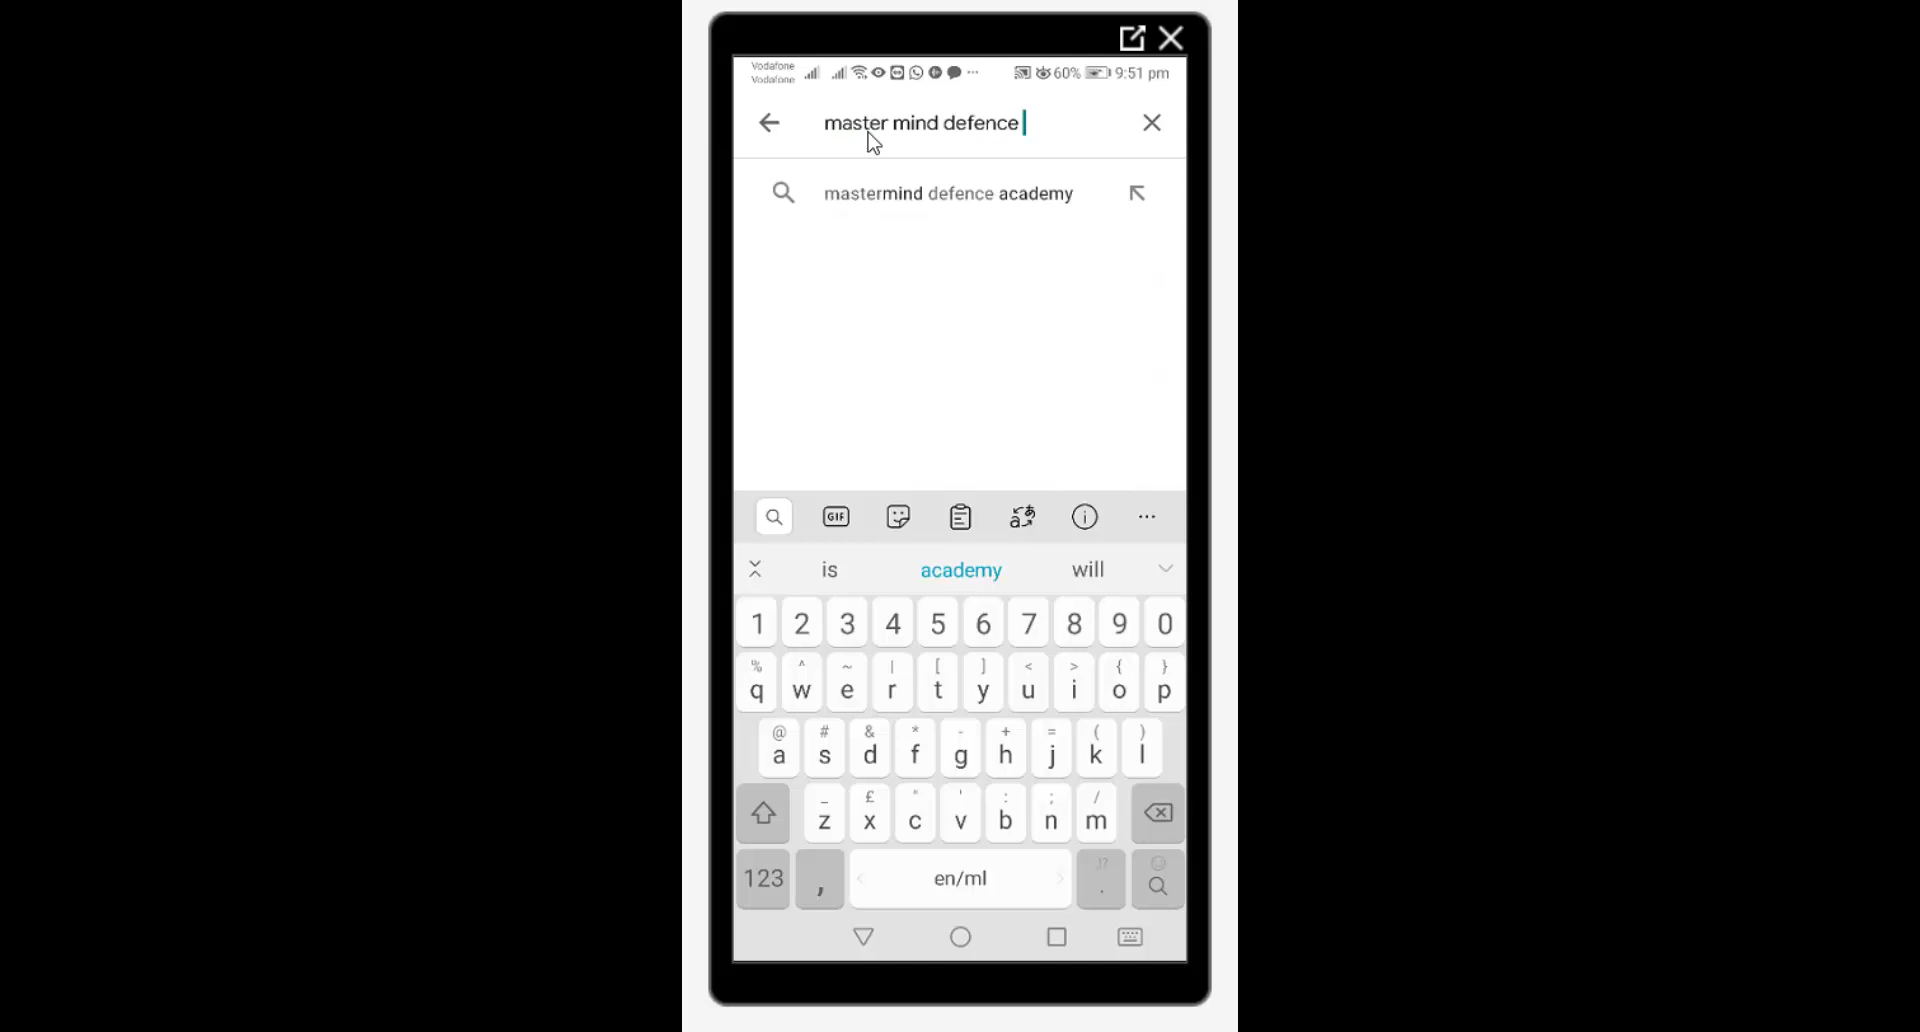 Vodafone
Vodafone
60%
9:51 pm
master mind defence
mastermind defence academy
GIF
is academy will
1 2 3 4 5 6 7 8 9 0
% ^ ~ | [ ] < > { }
q w e r t y u i o p
@ # & * - + = ( )
a s d f g h j k l
_ £ " ' : ; /
z x c v b n m
123 , en/ml !? .